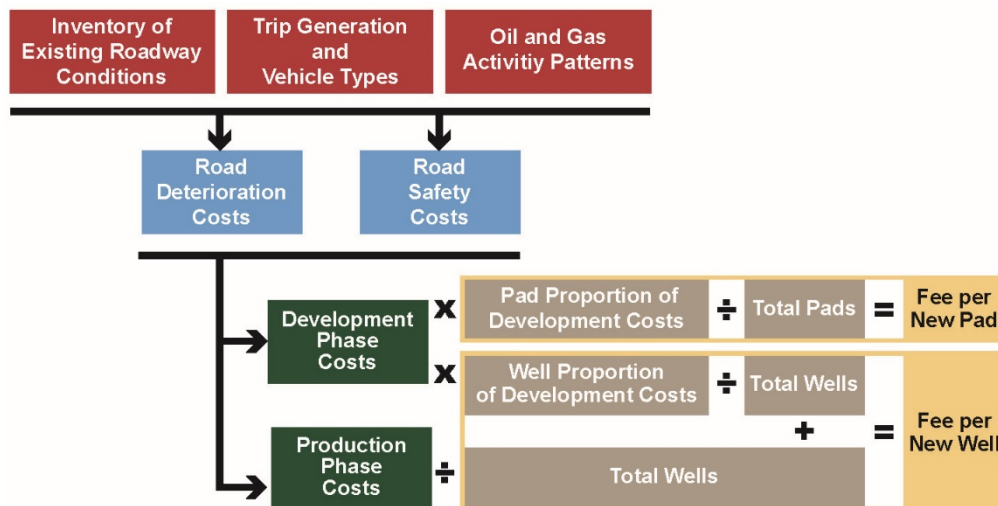 Inventory of
Existing Roadway
Conditions
Trip Generation
and
Vehicle Types
Oil and Gas
Activitiy Patterns
Road
Deterioration
Costs
Road
Safety
Costs
Development
Phase
Costs
x
Pad Proportion of
Development Costs
÷
Total Pads
=
Fee per
New Pad
x
Well Proportion
of Development Costs
÷
Total Wells
+
=
Fee per
New Well
Production
Phase
Costs
÷
Total Wells